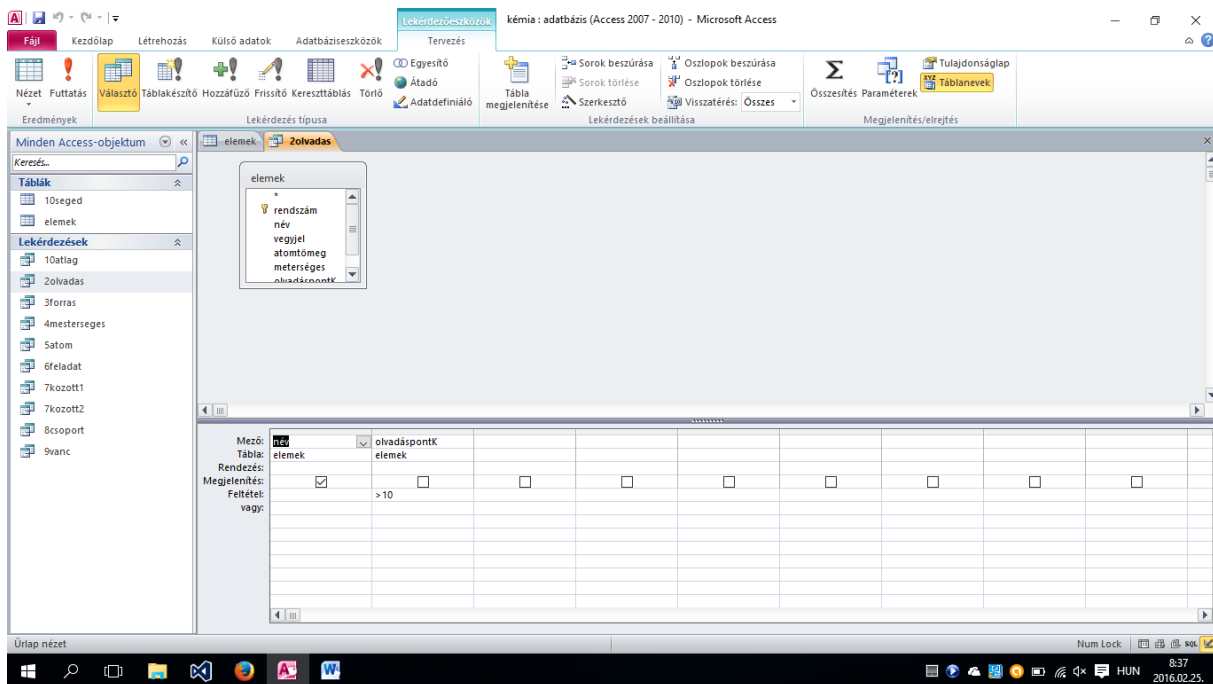 Lekérdezőeszközök kémia : adatbázis (Access 2007 - 2010) - Microsoft Access
Fájl Kezdőlap Létrehozás Külső adatok Adatbáziseszközök Tervezés
Nézet Futtatás Választó Táblakészítő Hozzáfűző Frissítő Kereszttáblás Törlő
Egyesítő
Átadó
Adatdefiniáló
Tábla megjelenítése
Sorok beszúrása
Sorok törlése
Szerkesztő
Oszlopok beszúrása
Oszlopok törlése
Visszatérés: Összes
Összesítés Paraméterek
Tulajdonságlap
Táblanevek
Eredmények Lekérdezés típusa Lekérdezések beállítása Megjelenítés/elrejtés
Minden Access-objektum
Keresés...
Táblák
10seged
elemek
Lekérdezések
10atlag
2olvadas
3forras
4mesterseges
5atom
6feladat
7kozott1
7kozott2
8csoport
9vanc
elemek 2olvadas
elemek
*
rendszám
név
vegyjel
atomtömeg
meterséges
olvadáspontK
Mező: név olvadáspontK
Tábla: elemek elemek
Rendezés:
Megjelenítés:
Feltétel: >10
vagy:
Űrlap nézet Num Lock SQL
HUN 8:37
2016.02.25.